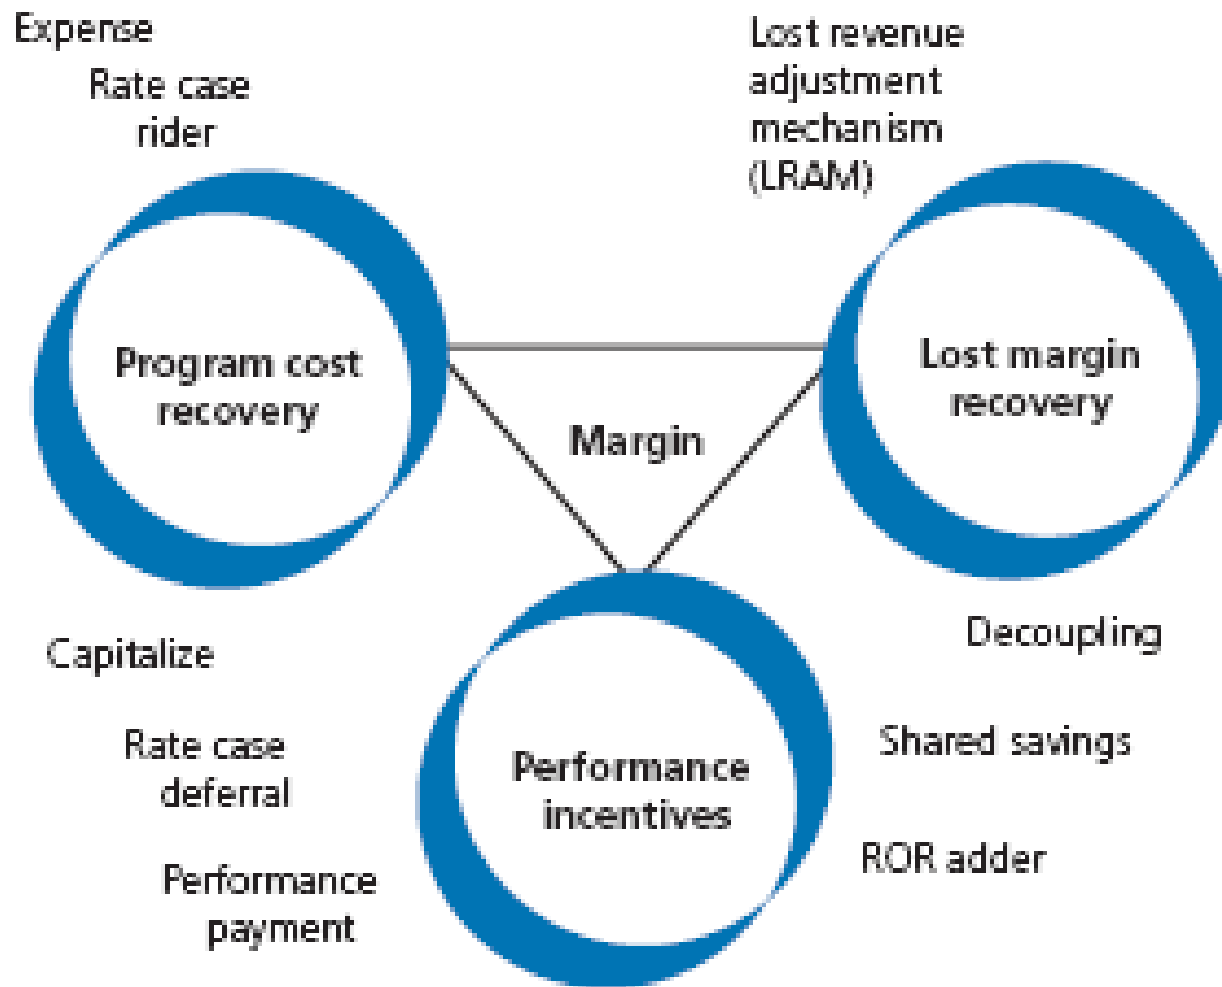 Expense
Rate case
rider
Lost revenue
adjustment
mechanism
(LRAM)
Program cost
recovery
Lost margin
recovery
Margin
Capitalize
Decoupling
Rate case
deferral
Shared savings
Performance
incentives
ROR adder
Performance
payment